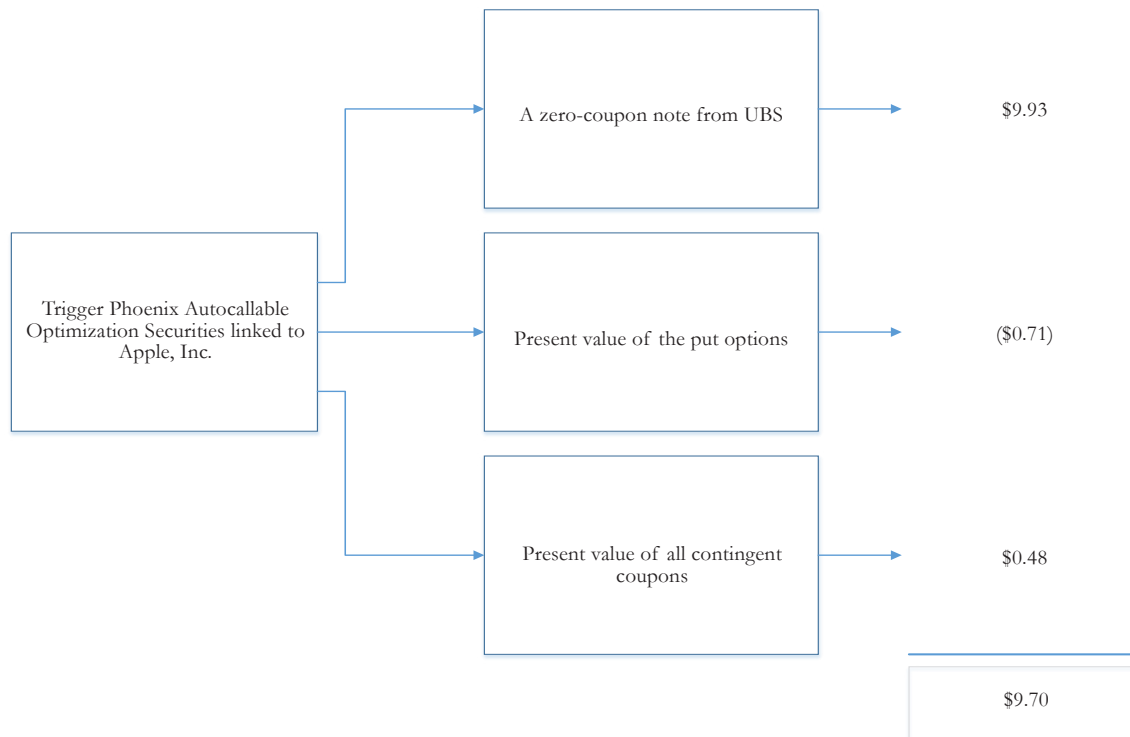 A zero-coupon note from UBS
$9.93
Trigger Phoenix Autocallable
Optimization Securities linked to
Apple, Inc.
Present value of the put options
($0.71)
Present value of all contingent
coupons
$0.48
$9.70